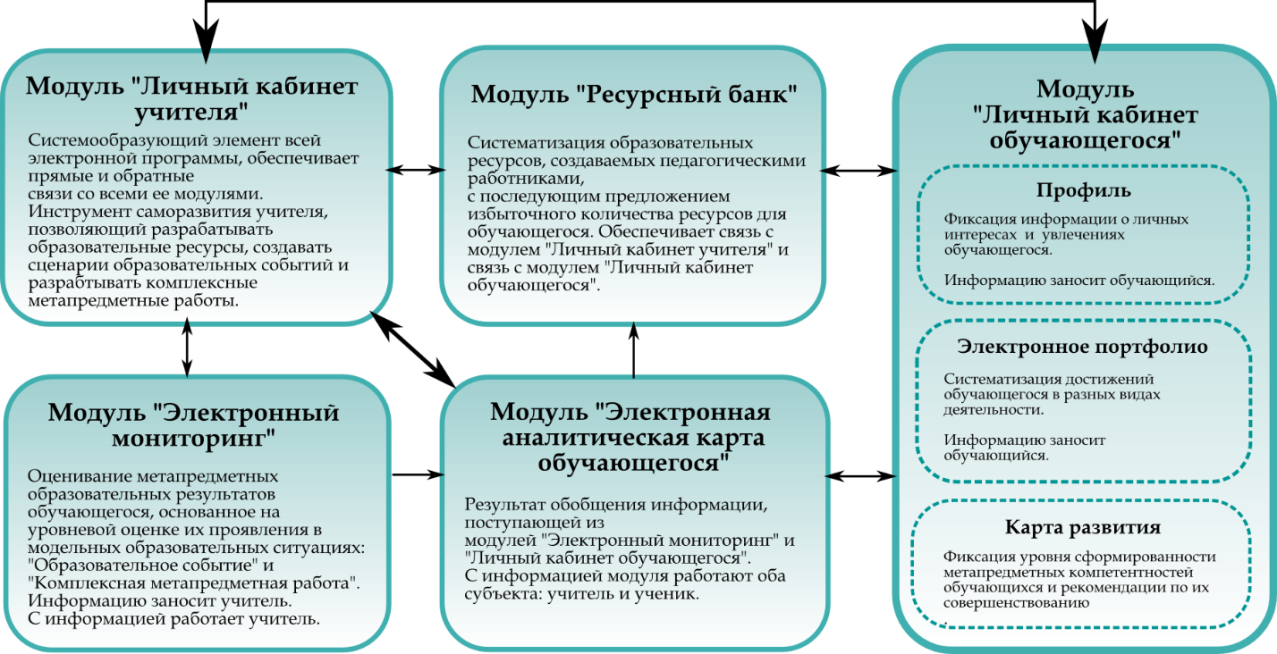 Модуль "Личный кабинет
учителя"
Системообразующий элемент всей
электронной программы, обеспечивает
прямые и обратные
связи со всеми ее модулями.
Инструмент саморазвития учителя,
позволяющий разрабатывать
образовательные ресурсы, создавать
сценарии образовательных событий и
разрабтывать комплексные
метапредметные работы.
Модуль "Ресурсный банк"
Систематизация образовательных
ресурсов, создаваемых педагогическими
работниками,
с последующим предложением
избыточного количества ресурсов для
обучающегося. Обеспечивает связь с
модулем "Личный кабинет учителя" и
связь с модулем "Личный кабинет
обучающегося".
Модуль
"Личный кабинет
обучающегося"
Профиль
Фиксация информации о личных
интересах и увлечениях
обучающегося.
Информацию заносит обучающийся.
Электронное портфолио
Систематизация достижений
обучающегося в разных видах
деятельности.
Информацию заносит
обучающийся.
Карта развития
Фиксация уровня сформированности
метапредметных компетентностей
обучающихся и рекомендации по их
совершенствованию
.
Модуль "Электронный
мониторинг"
Оценивание метапредметных
образовательных результатов
обучающегося, основанное на
уровневой оценке их проявления в
модельных образовательных ситуациях:
"Образовательное событие" и
"Комплексная метапредметная работа".
Информацию заносит учитель.
С информацией работает учитель.
Модуль "Электронная
аналитическая карта
обучающегося"
Результат обобщения информации,
поступающей из
модулей "Электронный мониторинг" и
"Личный кабинет обучающегося".
С информацией модуля работают оба
субъекта: учитель и ученик.